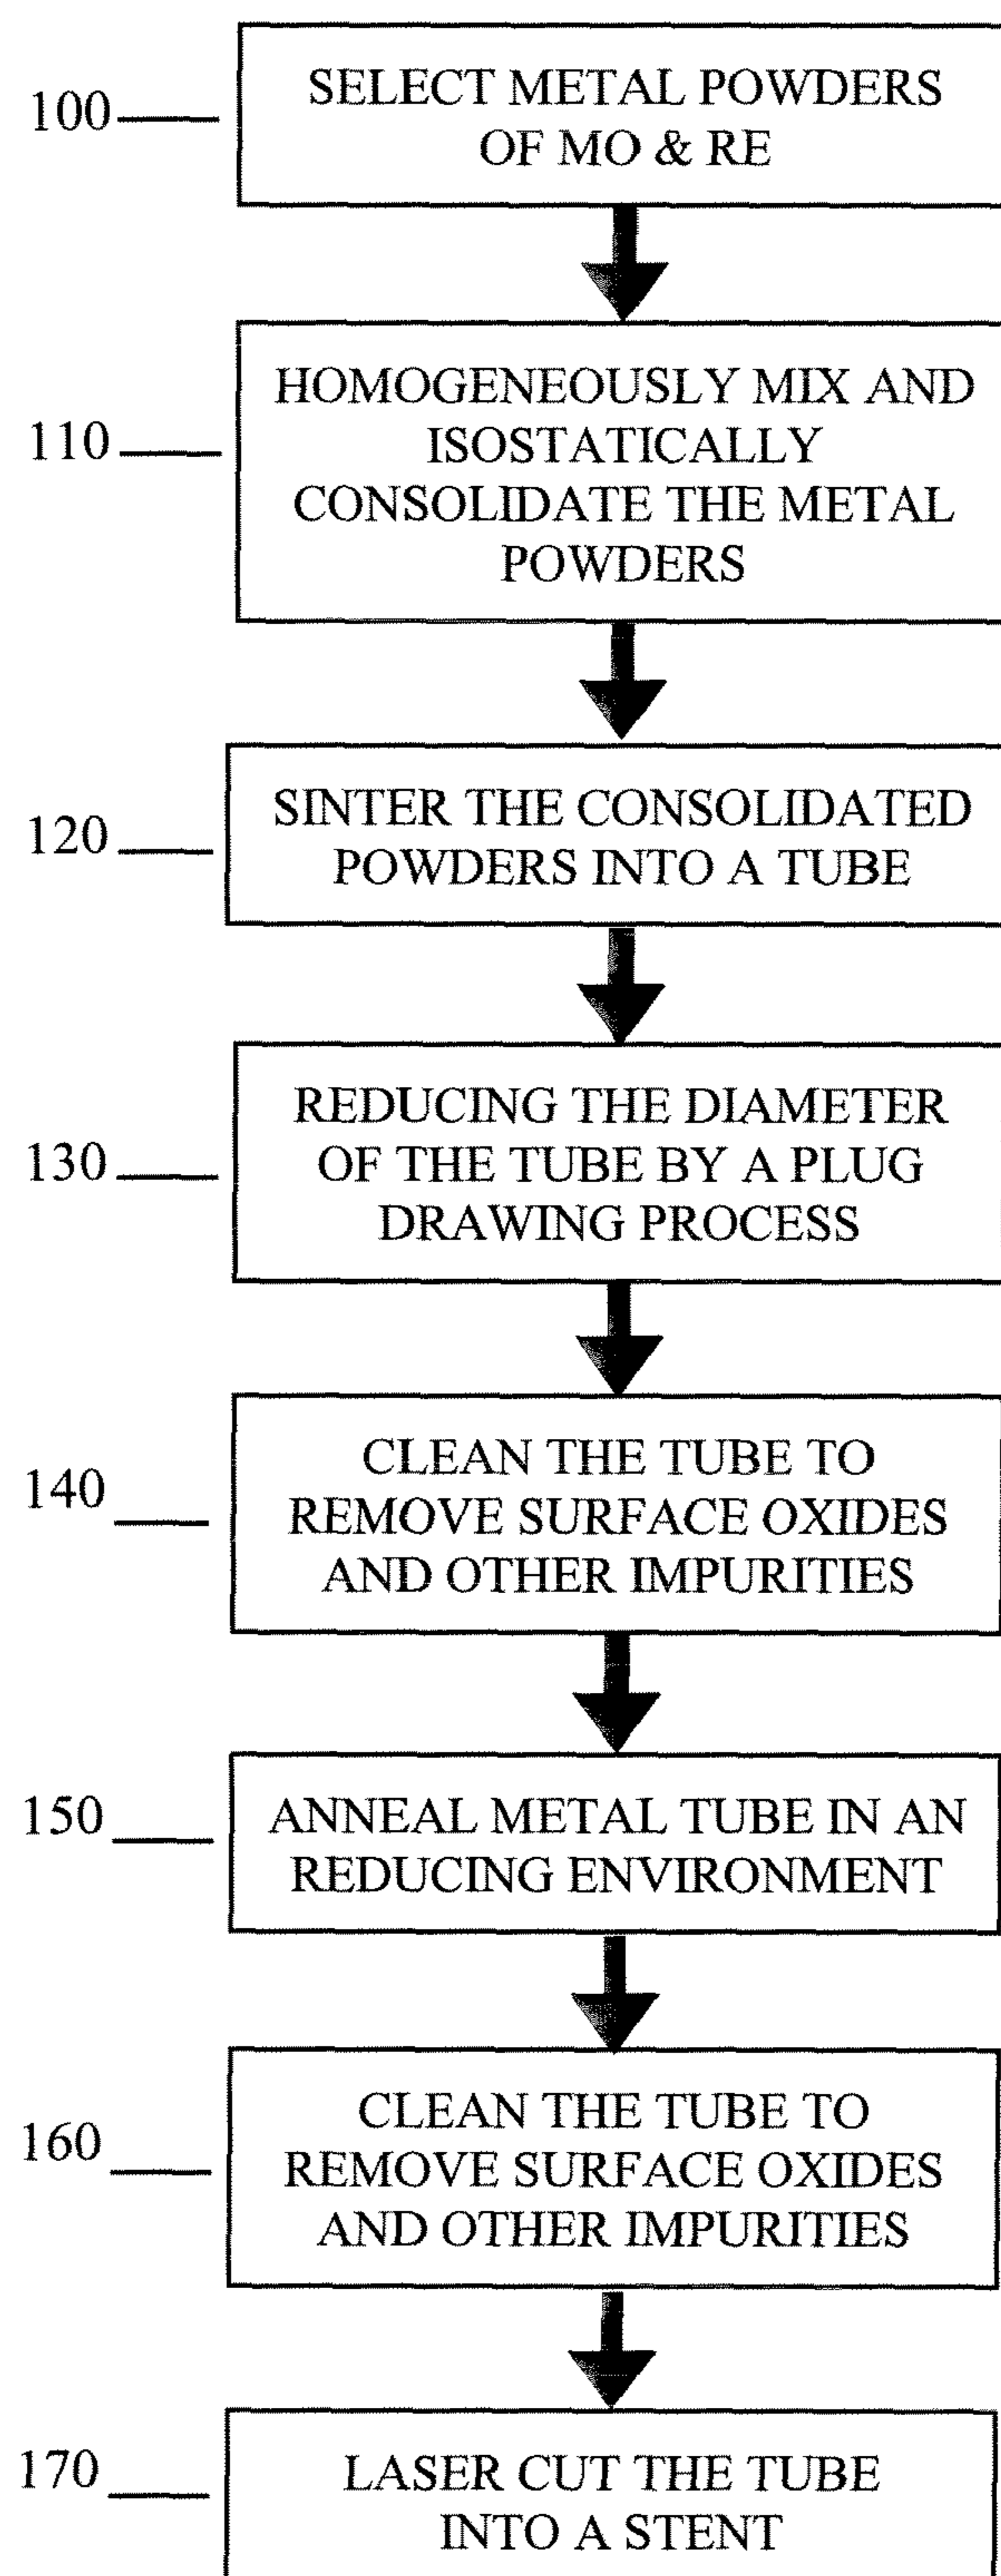 100
SELECT METAL POWDERS
OF MO & RE
110
HOMOGENEOUSLY MIX AND
ISOSTATICALLY
CONSOLIDATE THE METAL
POWDERS
120
SINTER THE CONSOLIDATED
POWDERS INTO A TUBE
130
REDUCING THE DIAMETER
OF THE TUBE BY A PLUG
DRAWING PROCESS
140
CLEAN THE TUBE TO
REMOVE SURFACE OXIDES
AND OTHER IMPURITIES
150
ANNEAL METAL TUBE IN AN
REDUCING ENVIRONMENT
160
CLEAN THE TUBE TO
REMOVE SURFACE OXIDES
AND OTHER IMPURITIES
170
LASER CUT THE TUBE
INTO A STENT